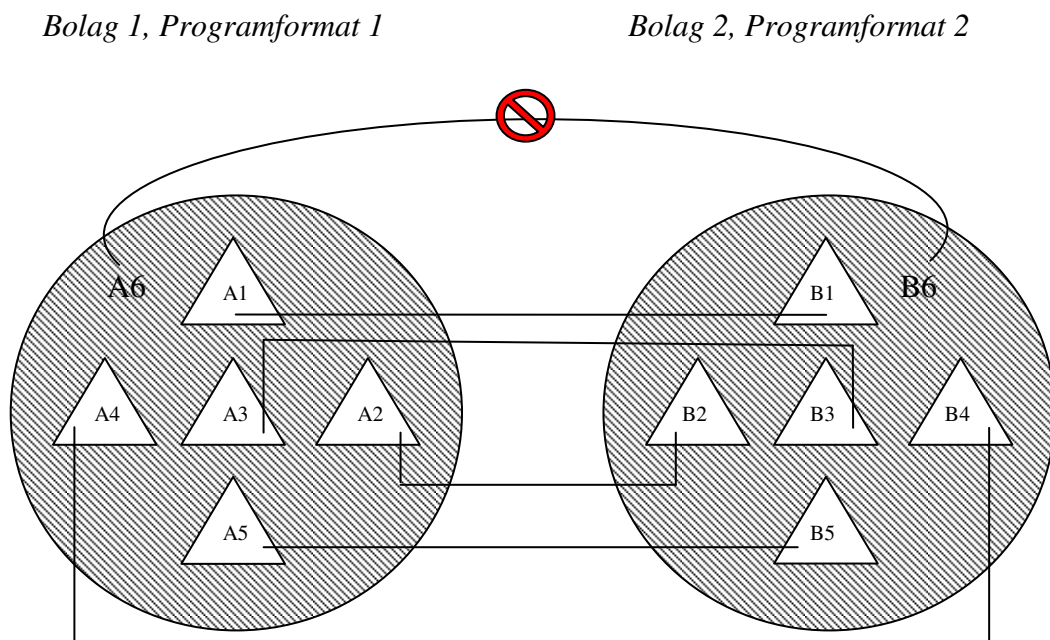 Bolag 1, Programformat 1
Bolag 2, Programformat 2
A6
A1
B1
B6
A4
A3
A2
B2
B3
B4
A5
B5